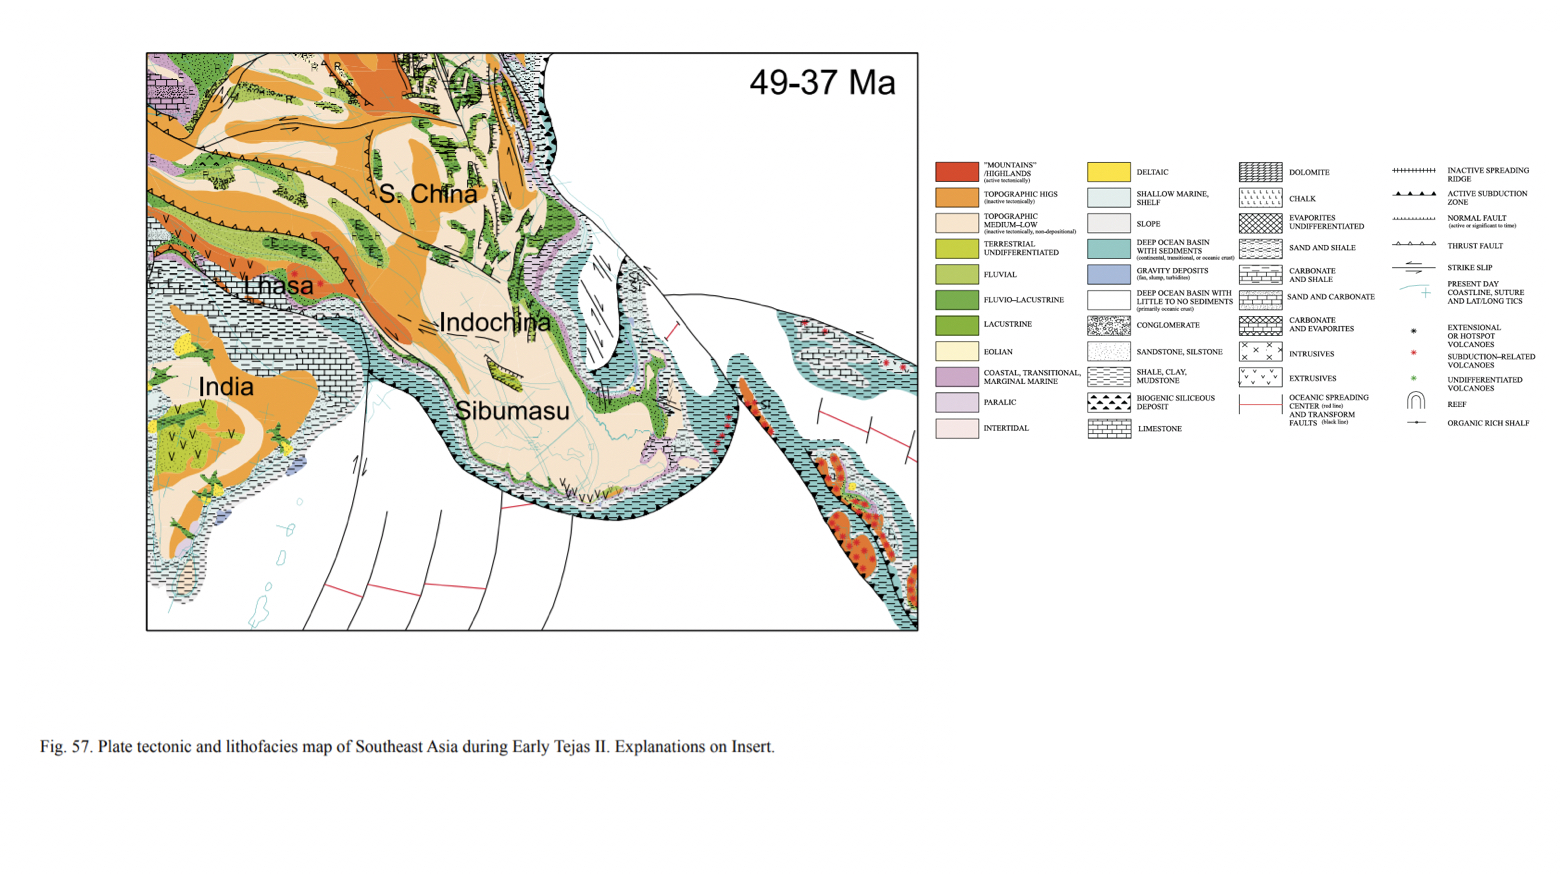 49-37 Ma
S. China
Lhasa
Indochina
India
Sibumasu
"MOUNTAINS"
/HIGHLANDS
(active tectonically)
TOPOGRAPHIC HIGS
(inactive tectonically)
TOPOGRAPHIC
MEDIUM–LOW
(inactive tectonically, non-depositional)
TERRESTRIAL
UNDIFFERENTIATED
FLUVIAL
FLUVIO–LACUSTRINE
LACUSTRINE
EOLIAN
COASTAL, TRANSITIONAL,
MARGINAL MARINE
PARALIC
INTERTIDAL
DELTAIC
SHALLOW MARINE,
SHELF
SLOPE
DEEP OCEAN BASIN
WITH SEDIMENTS
(continental, transitional, or oceanic crust)
GRAVITY DEPOSITS
(fan, slump, turbidites)
DEEP OCEAN BASIN WITH
LITTLE TO NO SEDIMENTS
(primarily oceanic crust)
CONGLOMERATE
SANDSTONE, SILSTONE
SHALE, CLAY,
MUDSTONE
BIOGENIC SILICEOUS
DEPOSIT
LIMESTONE
DOLOMITE
CHALK
EVAPORITES
UNDIFFERENTIATED
SAND AND SHALE
CARBONATE
AND SHALE
SAND AND CARBONATE
CARBONATE
AND EVAPORITES
INTRUSIVES
EXTRUSIVES
OCEANIC SPREADING
CENTER (red line)
AND TRANSFORM
FAULTS (black line)
INACTIVE SPREADING
RIDGE
ACTIVE SUBDUCTION
ZONE
NORMAL FAULT
(active or significant to time)
THRUST FAULT
STRIKE SLIP
PRESENT DAY
COASTLINE, SUTURE
AND LAT/LONG TICS
EXTENSIONAL
OR HOTSPOT
VOLCANOES
SUBDUCTION–RELATED
VOLCANOES
UNDIFFERENTIATED
VOLCANOES
REEF
ORGANIC RICH SHALF
Fig. 57. Plate tectonic and lithofacies map of Southeast Asia during Early Tejas II. Explanations on Insert.